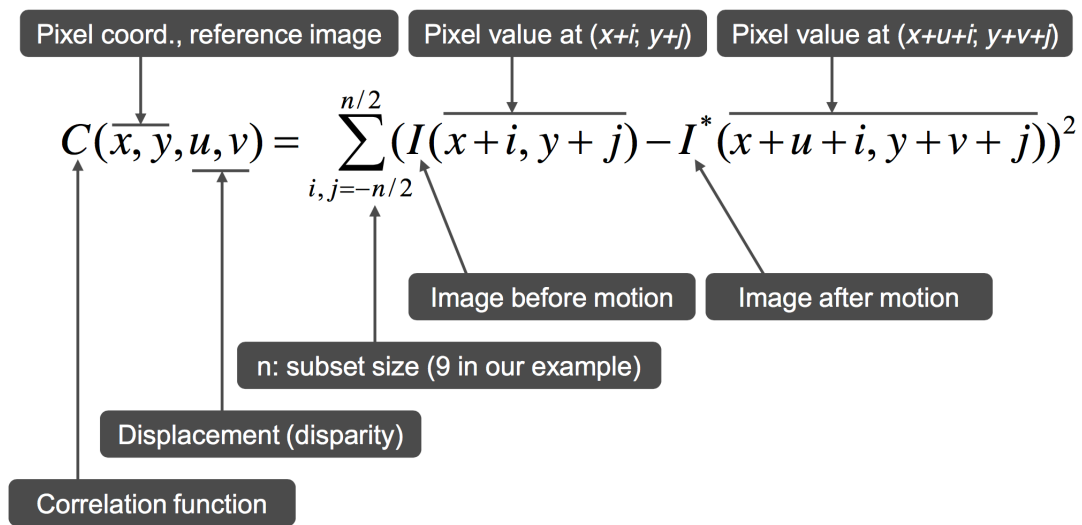 Pixel coord., reference image
Pixel value at (x+i; y+j)
Pixel value at (x+u+i; y+v+j)
C(x, y, u, v) = ∑ i, j=−n/2 n/2 (I(x+i, y+j) − I*(x+u+i, y+v+j))²
Image before motion
Image after motion
n: subset size (9 in our example)
Displacement (disparity)
Correlation function